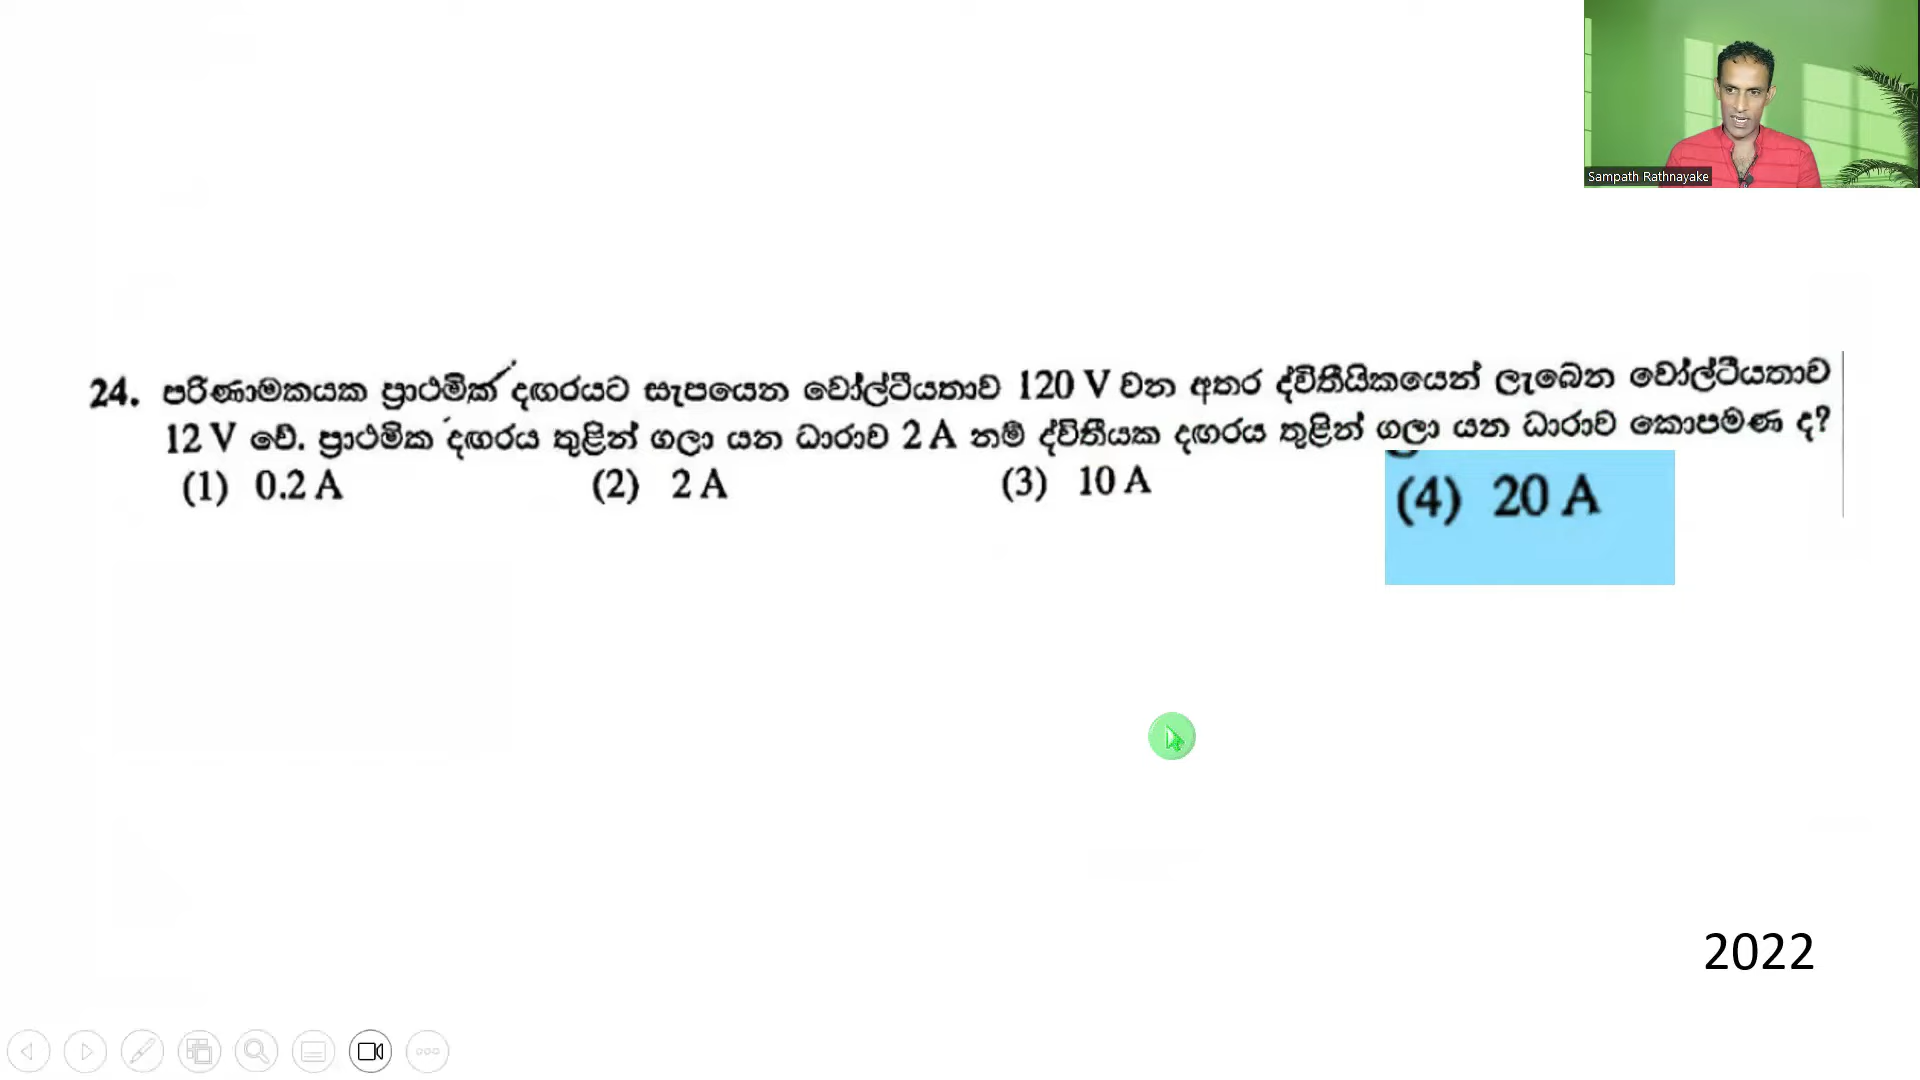 Sampath Rathnayake
24. පරිණාමකයක ප්‍රාථමික දඟරයට සැපයෙන වෝල්ටීයතාව 120 V වන අතර ද්විතීයිකයෙන් ලැබෙන වෝල්ටීයතාව
12 V වේ. ප්‍රාථමික දඟරය තුළින් ගලා යන ධාරාව 2 A නම් ද්විතීයක දඟරය තුළින් ගලා යන ධාරාව කොපමණ ද?
(1) 0.2 A (2) 2 A (3) 10 A (4) 20 A
2022